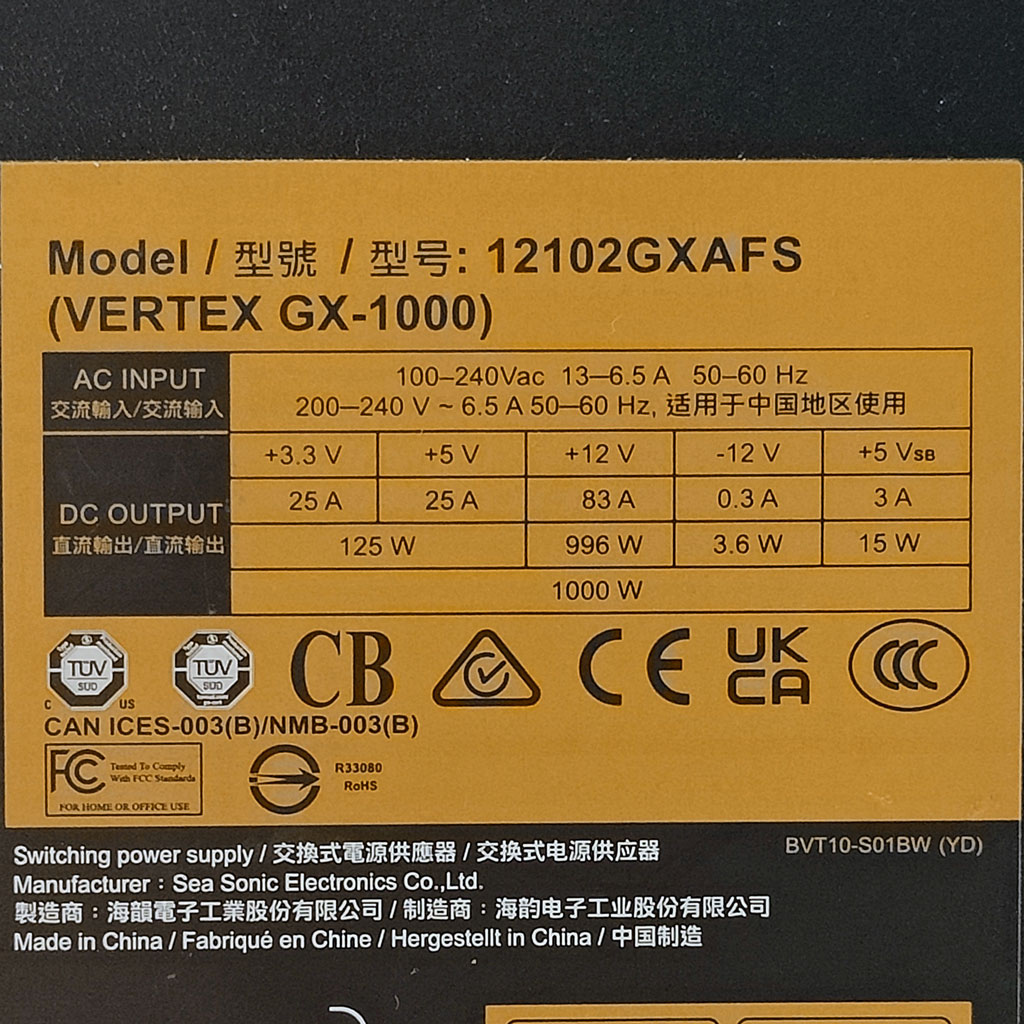 Model / 型號 / 型号: 12102GXAFS
(VERTEX GX-1000)
AC INPUT
交流輸入/交流输入
100–240Vac 13–6.5 A 50–60 Hz
200–240 V ~ 6.5 A 50–60 Hz, 适用于中国地区使用
DC OUTPUT
直流輸出/直流输出
+3.3 V +5 V +12 V -12 V +5 VSB
25 A 25 A 83 A 0.3 A 3 A
125 W 996 W 3.6 W 15 W
1000 W
TÜV
SÜD
C US
TÜV
SÜD
CB
CE
UK
CA
CCC
CAN ICES-003(B)/NMB-003(B)
FC Tested To Comply
With FCC Standards
FOR HOME OR OFFICE USE
R33080
RoHS
BVT10-S01BW (YD)
Switching power supply / 交換式電源供應器 / 交換式电源供应器
Manufacturer：Sea Sonic Electronics Co.,Ltd.
製造商：海韻電子工業股份有限公司 / 制造商：海韵电子工业股份有限公司
Made in China / Fabriqué en Chine / Hergestellt in China / 中国制造